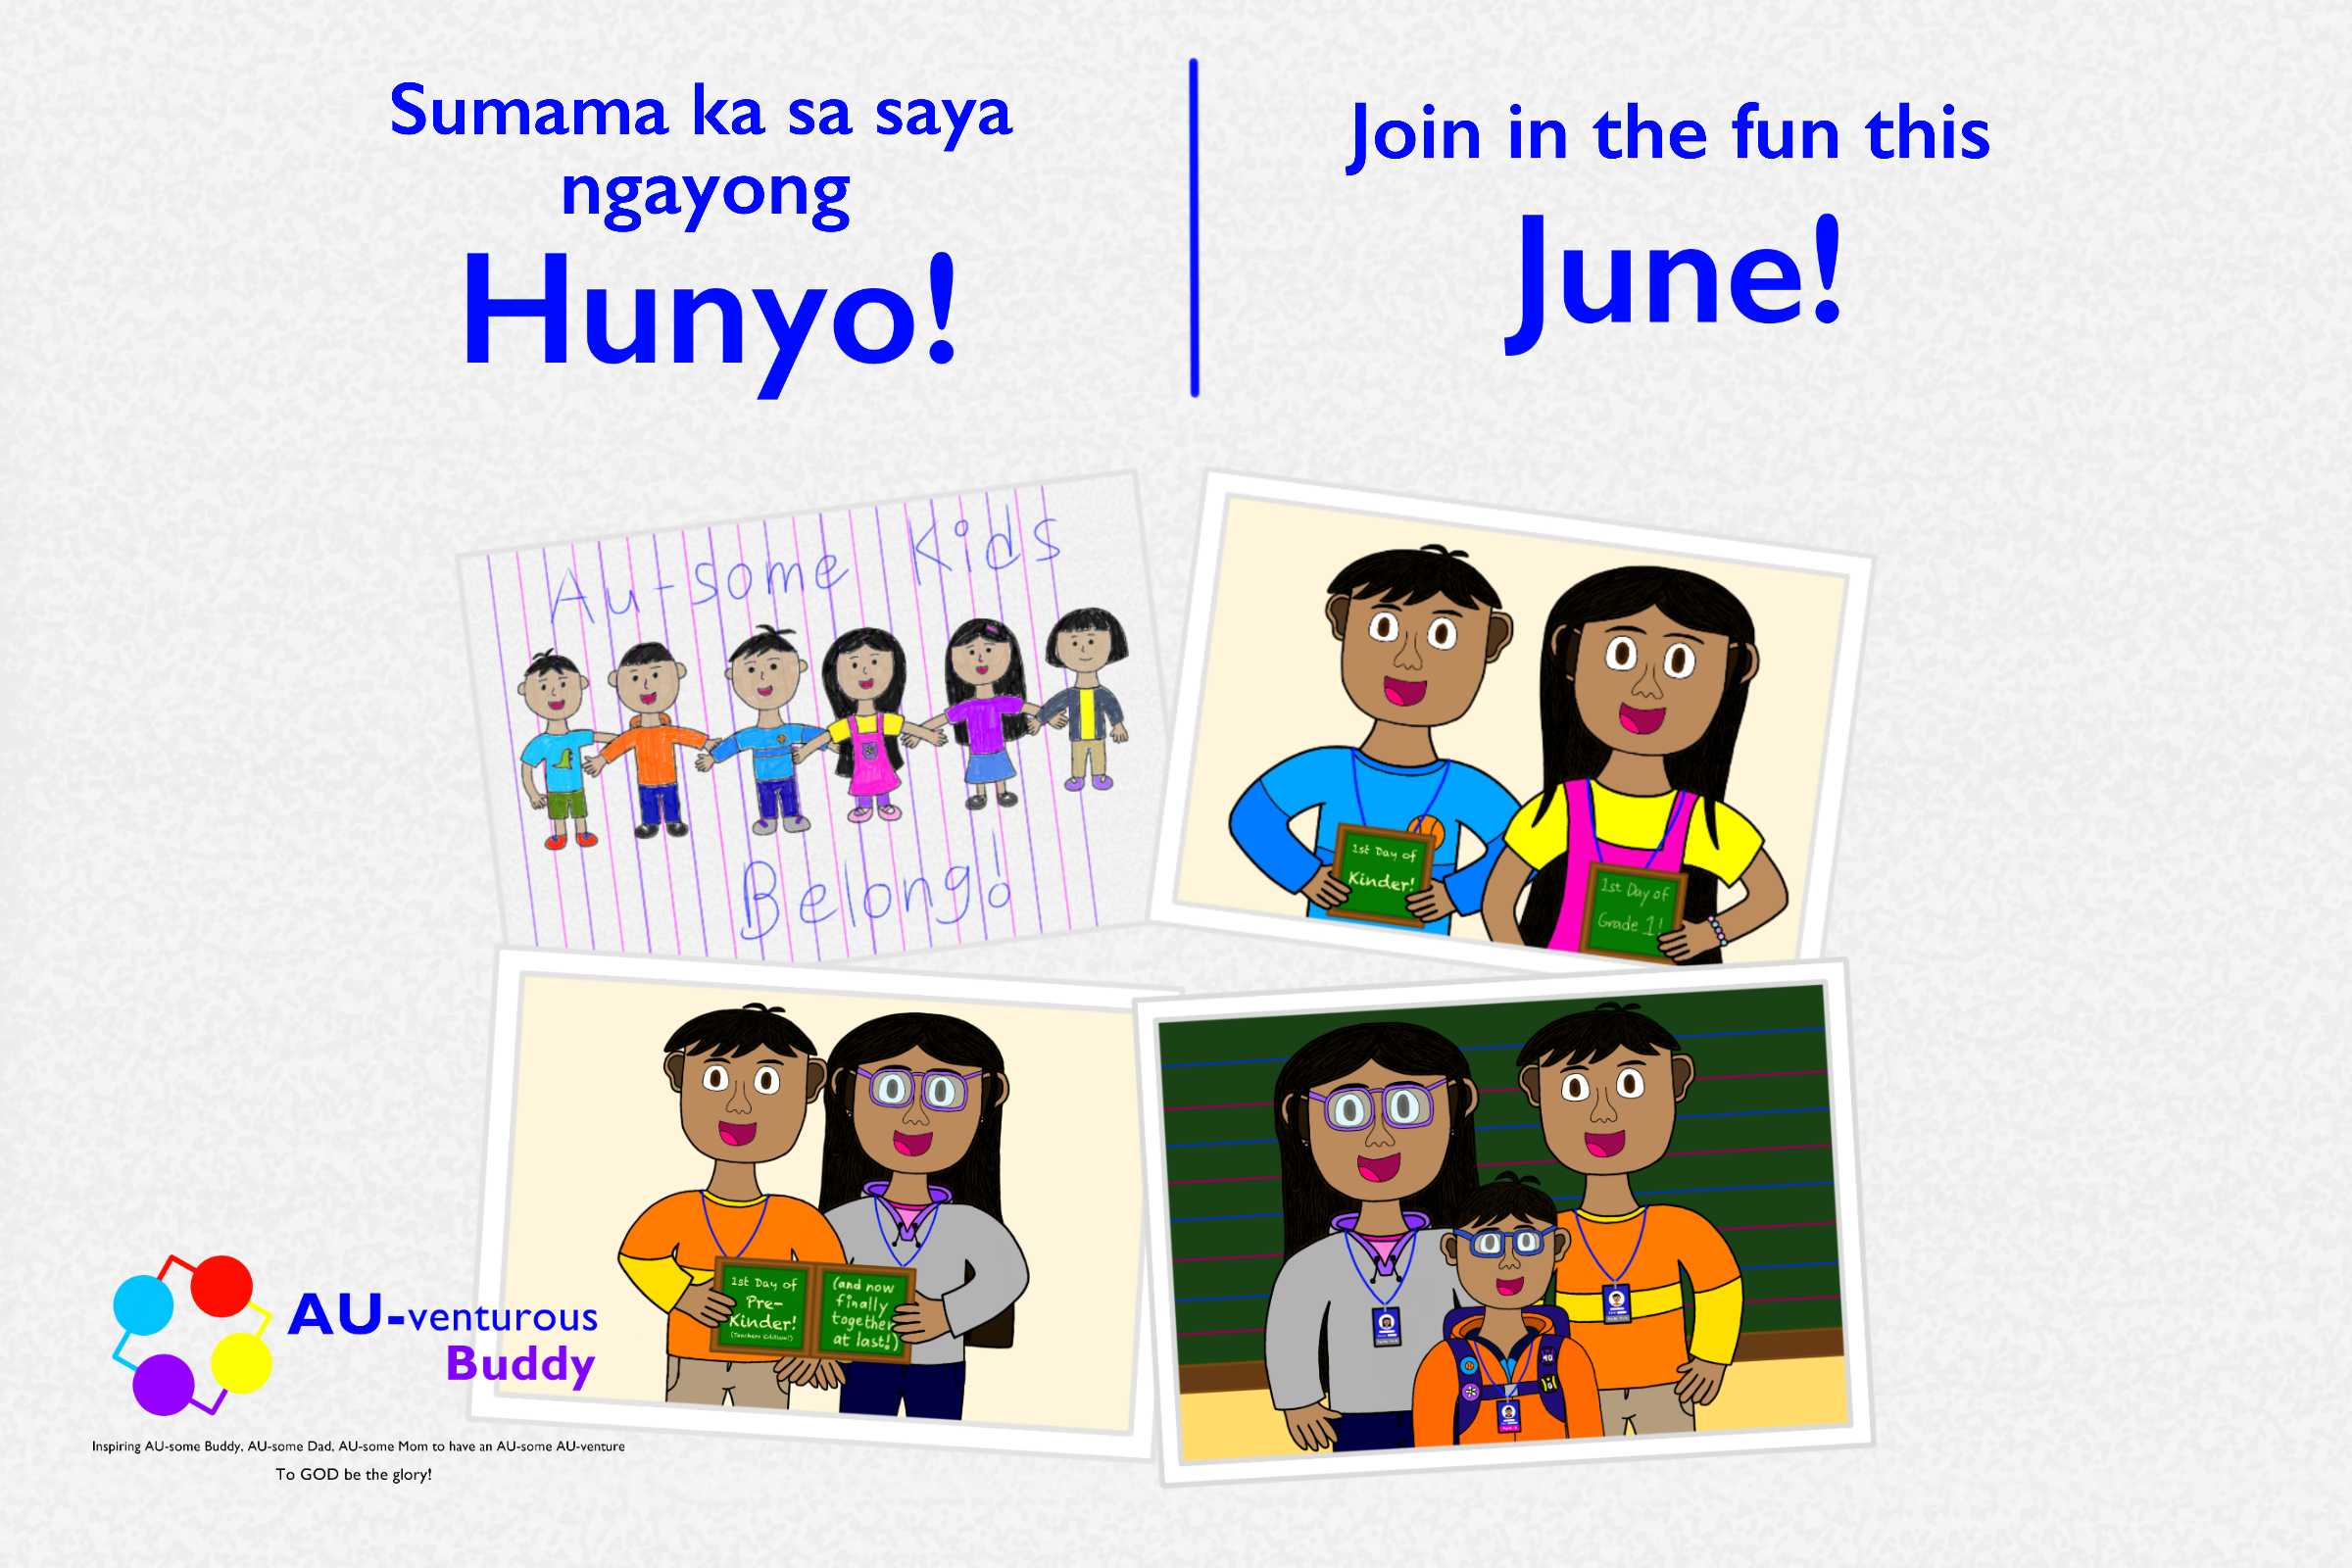 Sumama ka sa saya
ngayong
Hunyo!
Join in the fun this
June!
Au-some Kids
Belong!
1st Day of
Kinder!
1st Day of
Grade 1!
1st Day of
Pre-
Kinder!
(Teachers Edition!)
(and now
finally
together
at last!)
AU-venturous
Buddy
Inspiring AU-some Buddy, AU-some Dad, AU-some Mom to have an AU-some AU-venture
To GOD be the glory!